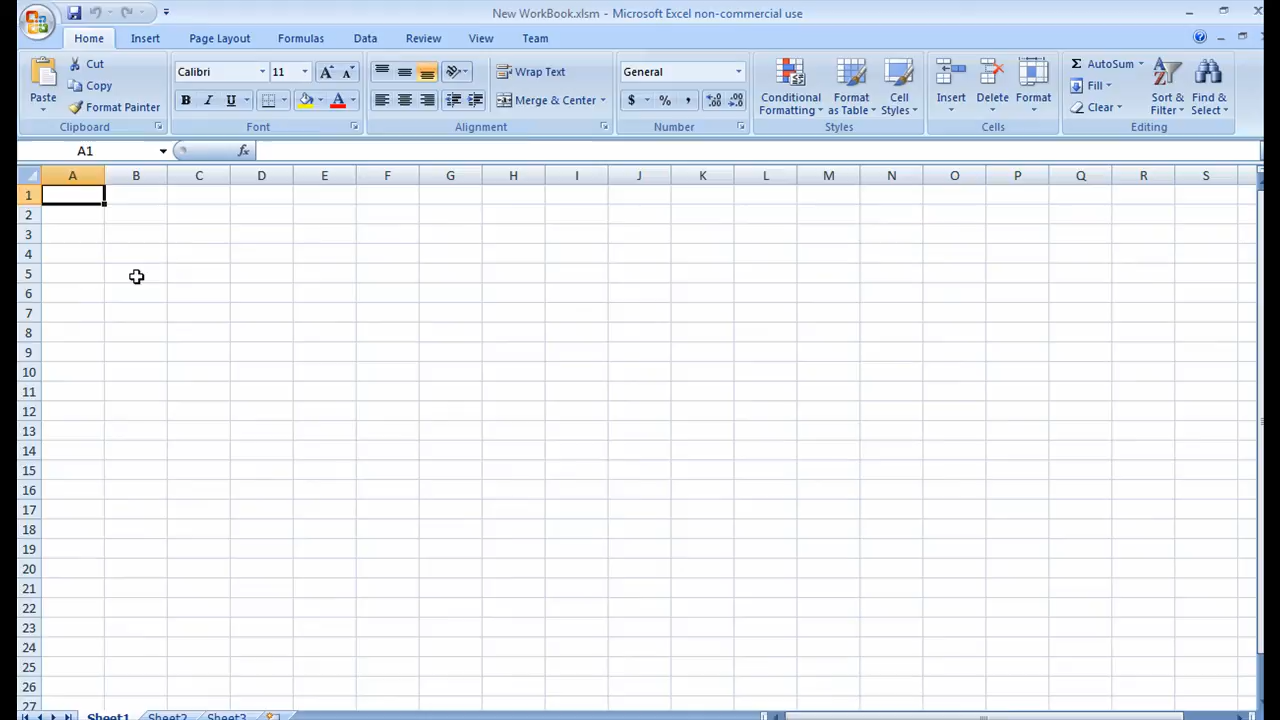 New WorkBook.xlsm - Microsoft Excel non-commercial use
Home Insert Page Layout Formulas Data Review View Team
Paste
Cut
Copy
Format Painter
Clipboard
Calibri 11
B I U
A A
A
Font
Wrap Text
Merge & Center
Alignment
General
$ % , .00 .0
Number
Conditional Formatting
Format as Table
Cell Styles
Styles
Insert
Delete
Format
Cells
Σ AutoSum
Fill
Clear
Sort & Filter
Find & Select
Editing
A1 fx
A B C D E F G H I J K L M N O P Q R S
1
2
3
4
5
6
7
8
9
10
11
12
13
14
15
16
17
18
19
20
21
22
23
24
25
26
27
Sheet1 Sheet2 Sheet3